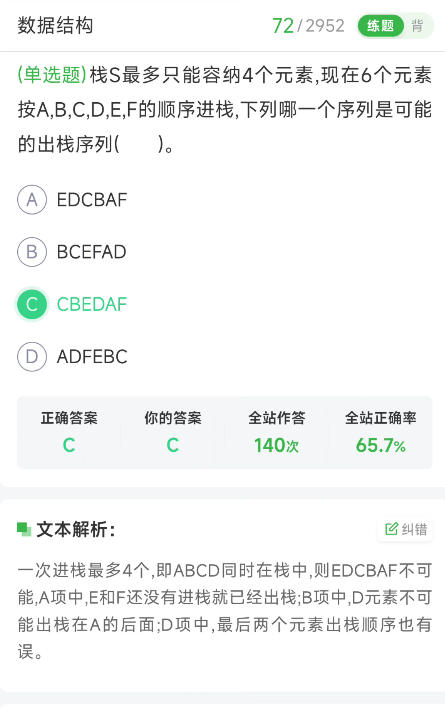 数据结构 72/2952 练题 背
(单选题)栈S最多只能容纳4个元素,现在6个元素
按A,B,C,D,E,F的顺序进栈,下列哪一个序列是可能
的出栈序列(　　)。
A EDCBAF
B BCEFAD
C CBEDAF
D ADFEBC
正确答案 你的答案 全站作答 全站正确率
C C 140次 65.7%
文本解析： 纠错
一次进栈最多4个,即ABCD同时在栈中,则EDCBAF不可
能,A项中,E和F还没有进栈就已经出栈;B项中,D元素不可
能出栈在A的后面;D项中,最后两个元素出栈顺序也有
误。